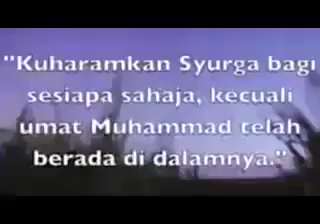 "Kuharamkan Syurga bagi
sesiapa sahaja, kecuali
umat Muhammad telah
berada di dalamnya."